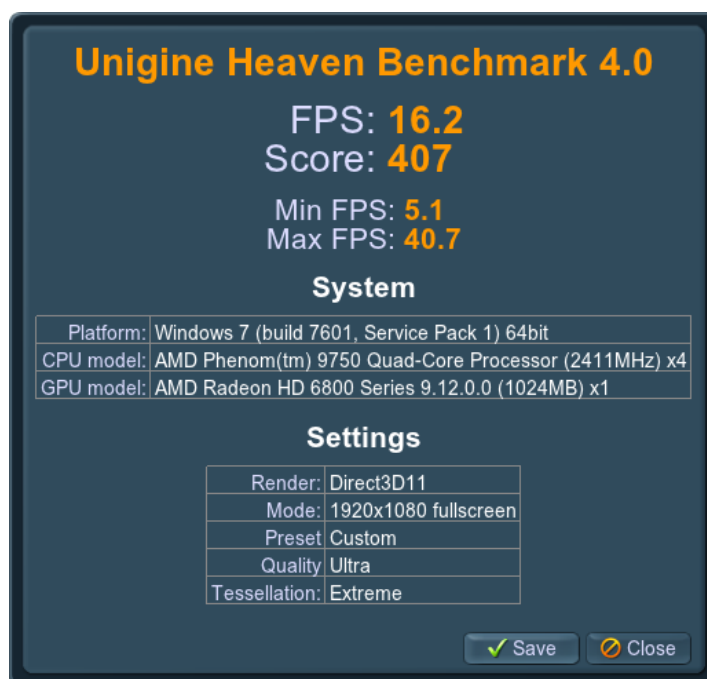 Unigine Heaven Benchmark 4.0
FPS: 16.2
Score: 407
Min FPS: 5.1
Max FPS: 40.7
System
Platform: Windows 7 (build 7601, Service Pack 1) 64bit
CPU model: AMD Phenom(tm) 9750 Quad-Core Processor (2411MHz) x4
GPU model: AMD Radeon HD 6800 Series 9.12.0.0 (1024MB) x1
Settings
Render: Direct3D11
Mode: 1920x1080 fullscreen
Preset Custom
Quality Ultra
Tessellation: Extreme
Save Close